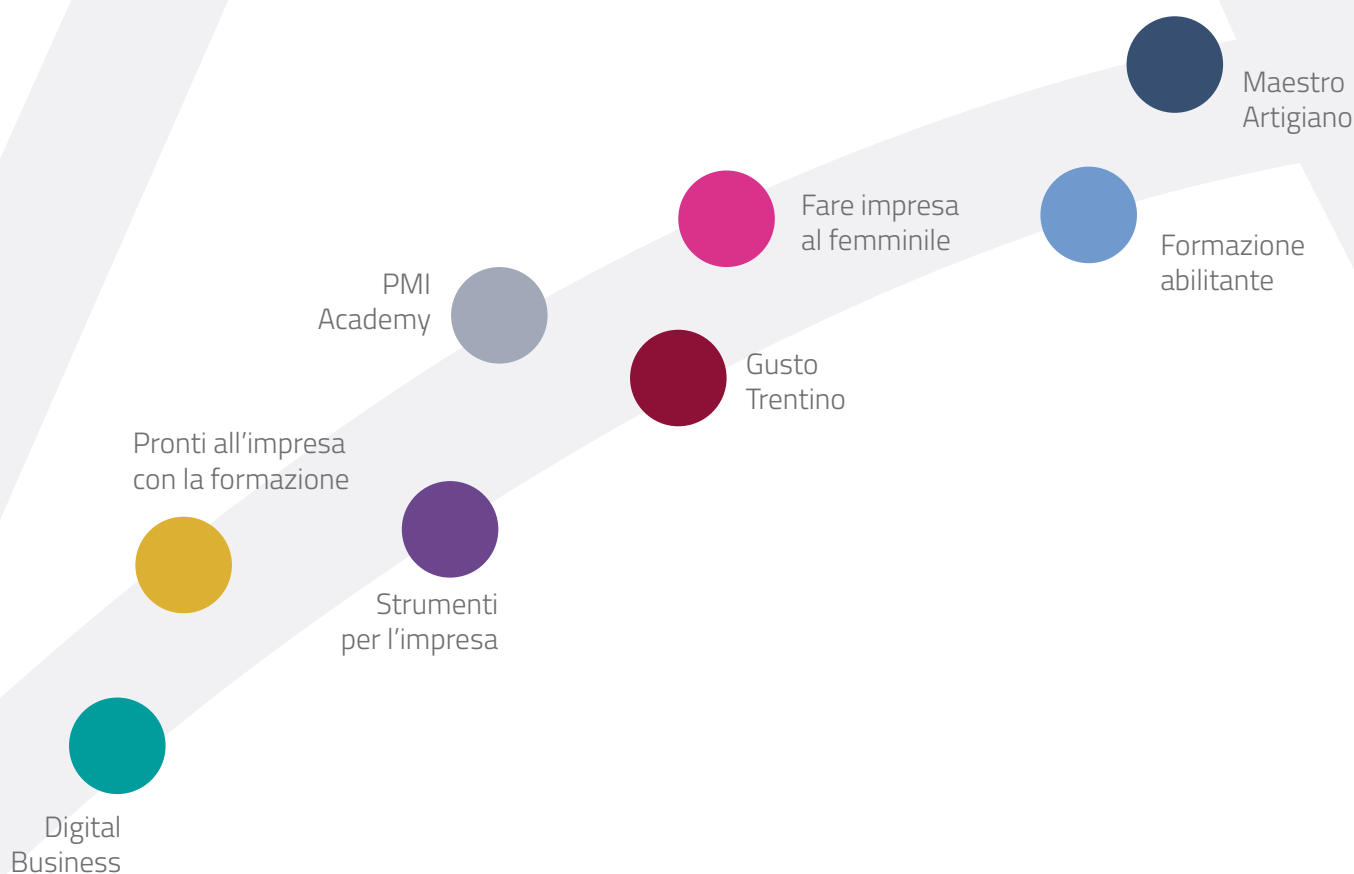 Maestro
Artigiano
Fare impresa
al femminile
Formazione
abilitante
PMI
Academy
Gusto
Trentino
Pronti all’impresa
con la formazione
Strumenti
per l’impresa
Digital
Business